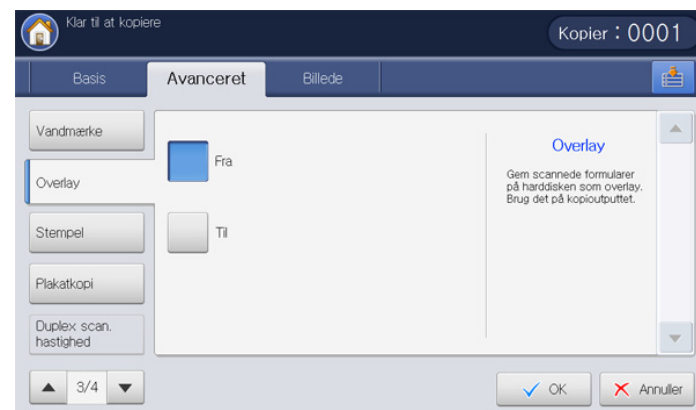 Klar til at kopiere
Kopier : 0001
Basis
Avanceret
Billede
Vandmærke
Overlay
Stempel
Plakatkopi
Duplex scan.
hastighed
3/4
Fra
Til
Overlay
Gem scannede formularer
på harddisken som overlay.
Brug det på kopioutputtet.
OK
Annuller